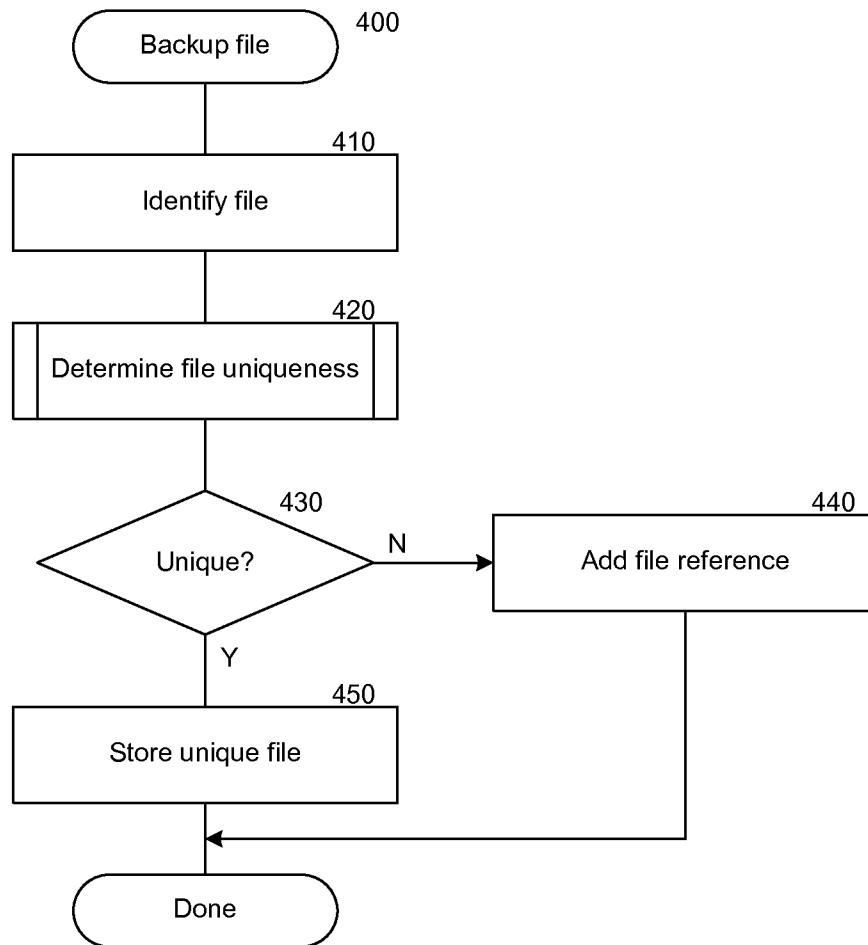 Backup file
400
410
Identify file
420
Determine file uniqueness
430
Unique?
N
440
Add file reference
Y
450
Store unique file
Done